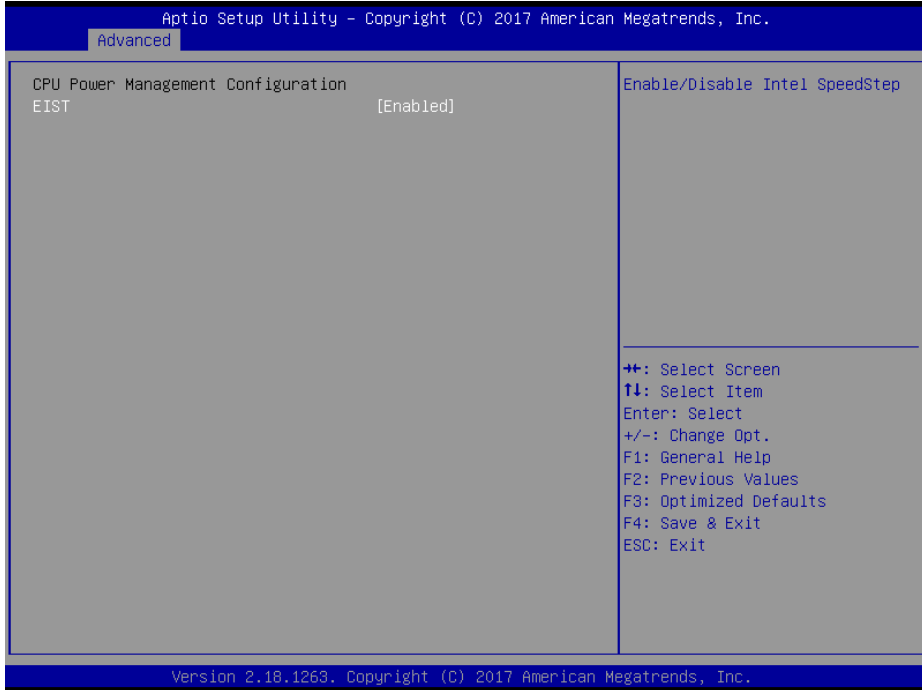 Aptio Setup Utility – Copyright (C) 2017 American Megatrends, Inc.
Advanced
CPU Power Management Configuration
EIST [Enabled]
Enable/Disable Intel SpeedStep
→←: Select Screen
↑↓: Select Item
Enter: Select
+/-: Change Opt.
F1: General Help
F2: Previous Values
F3: Optimized Defaults
F4: Save & Exit
ESC: Exit
Version 2.18.1263. Copyright (C) 2017 American Megatrends, Inc.